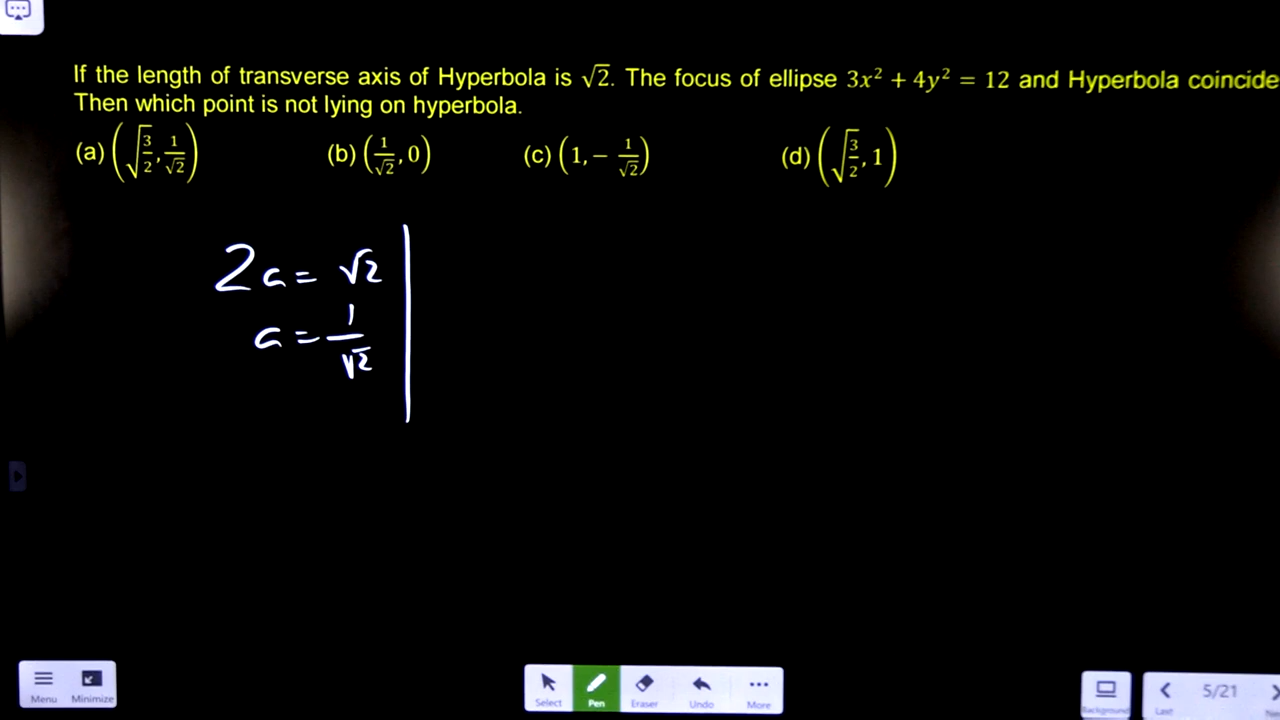 If the length of transverse axis of Hyperbola is √2. The focus of ellipse 3x² + 4y² = 12 and Hyperbola coincide
Then which point is not lying on hyperbola.
(a) (√(3/2), 1/√2) (b) (1/√2, 0) (c) (1, − 1/√2) (d) (√(3/2), 1)
2a = √2
a = 1/√2
Menu Minimize Select Pen Eraser Undo More Background Last 5/21